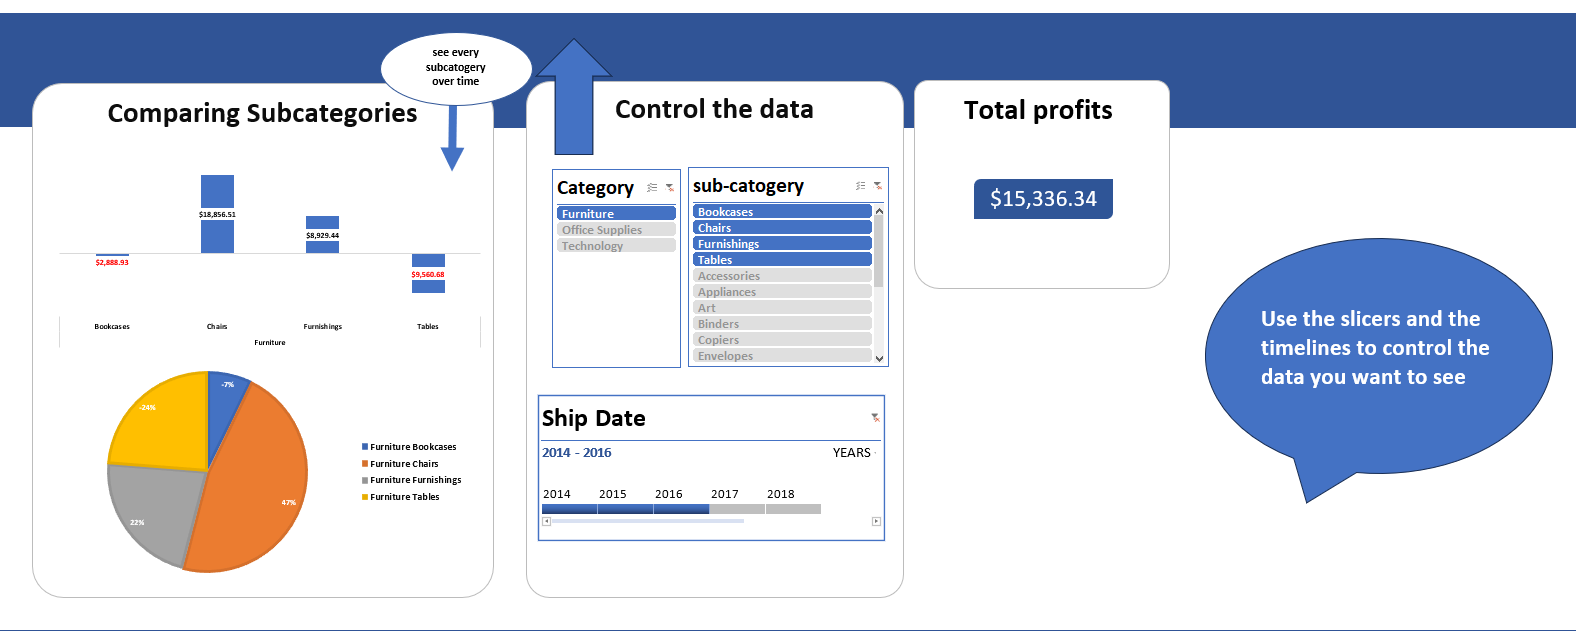 see every
subcatogery
over time
Comparing Subcategories
$18,856.51
$8,929.44
$2,888.93
$9,560.68
Bookcases
Chairs
Furnishings
Tables
Furniture
-7%
-24%
47%
22%
Furniture Bookcases
Furniture Chairs
Furniture Furnishings
Furniture Tables
Control the data
Category
Furniture
Office Supplies
Technology
sub-catogery
Bookcases
Chairs
Furnishings
Tables
Accessories
Appliances
Art
Binders
Copiers
Envelopes
Ship Date
2014 - 2016
YEARS
2014 2015 2016 2017 2018
Total profits
$15,336.34
Use the slicers and the
timelines to control the
data you want to see